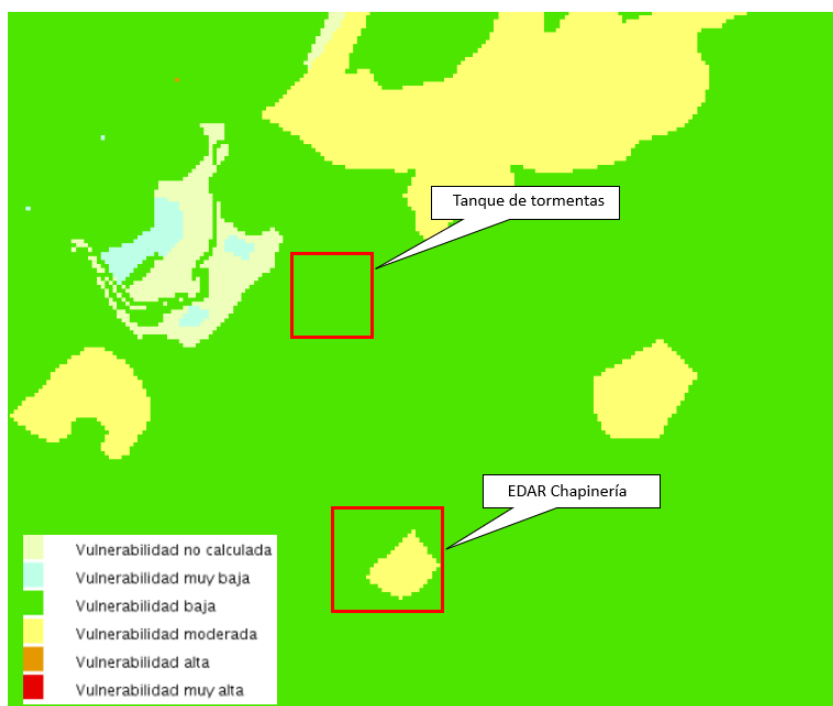 Tanque de tormentas
EDAR Chapinería
Vulnerabilidad no calculada
Vulnerabilidad muy baja
Vulnerabilidad baja
Vulnerabilidad moderada
Vulnerabilidad alta
Vulnerabilidad muy alta